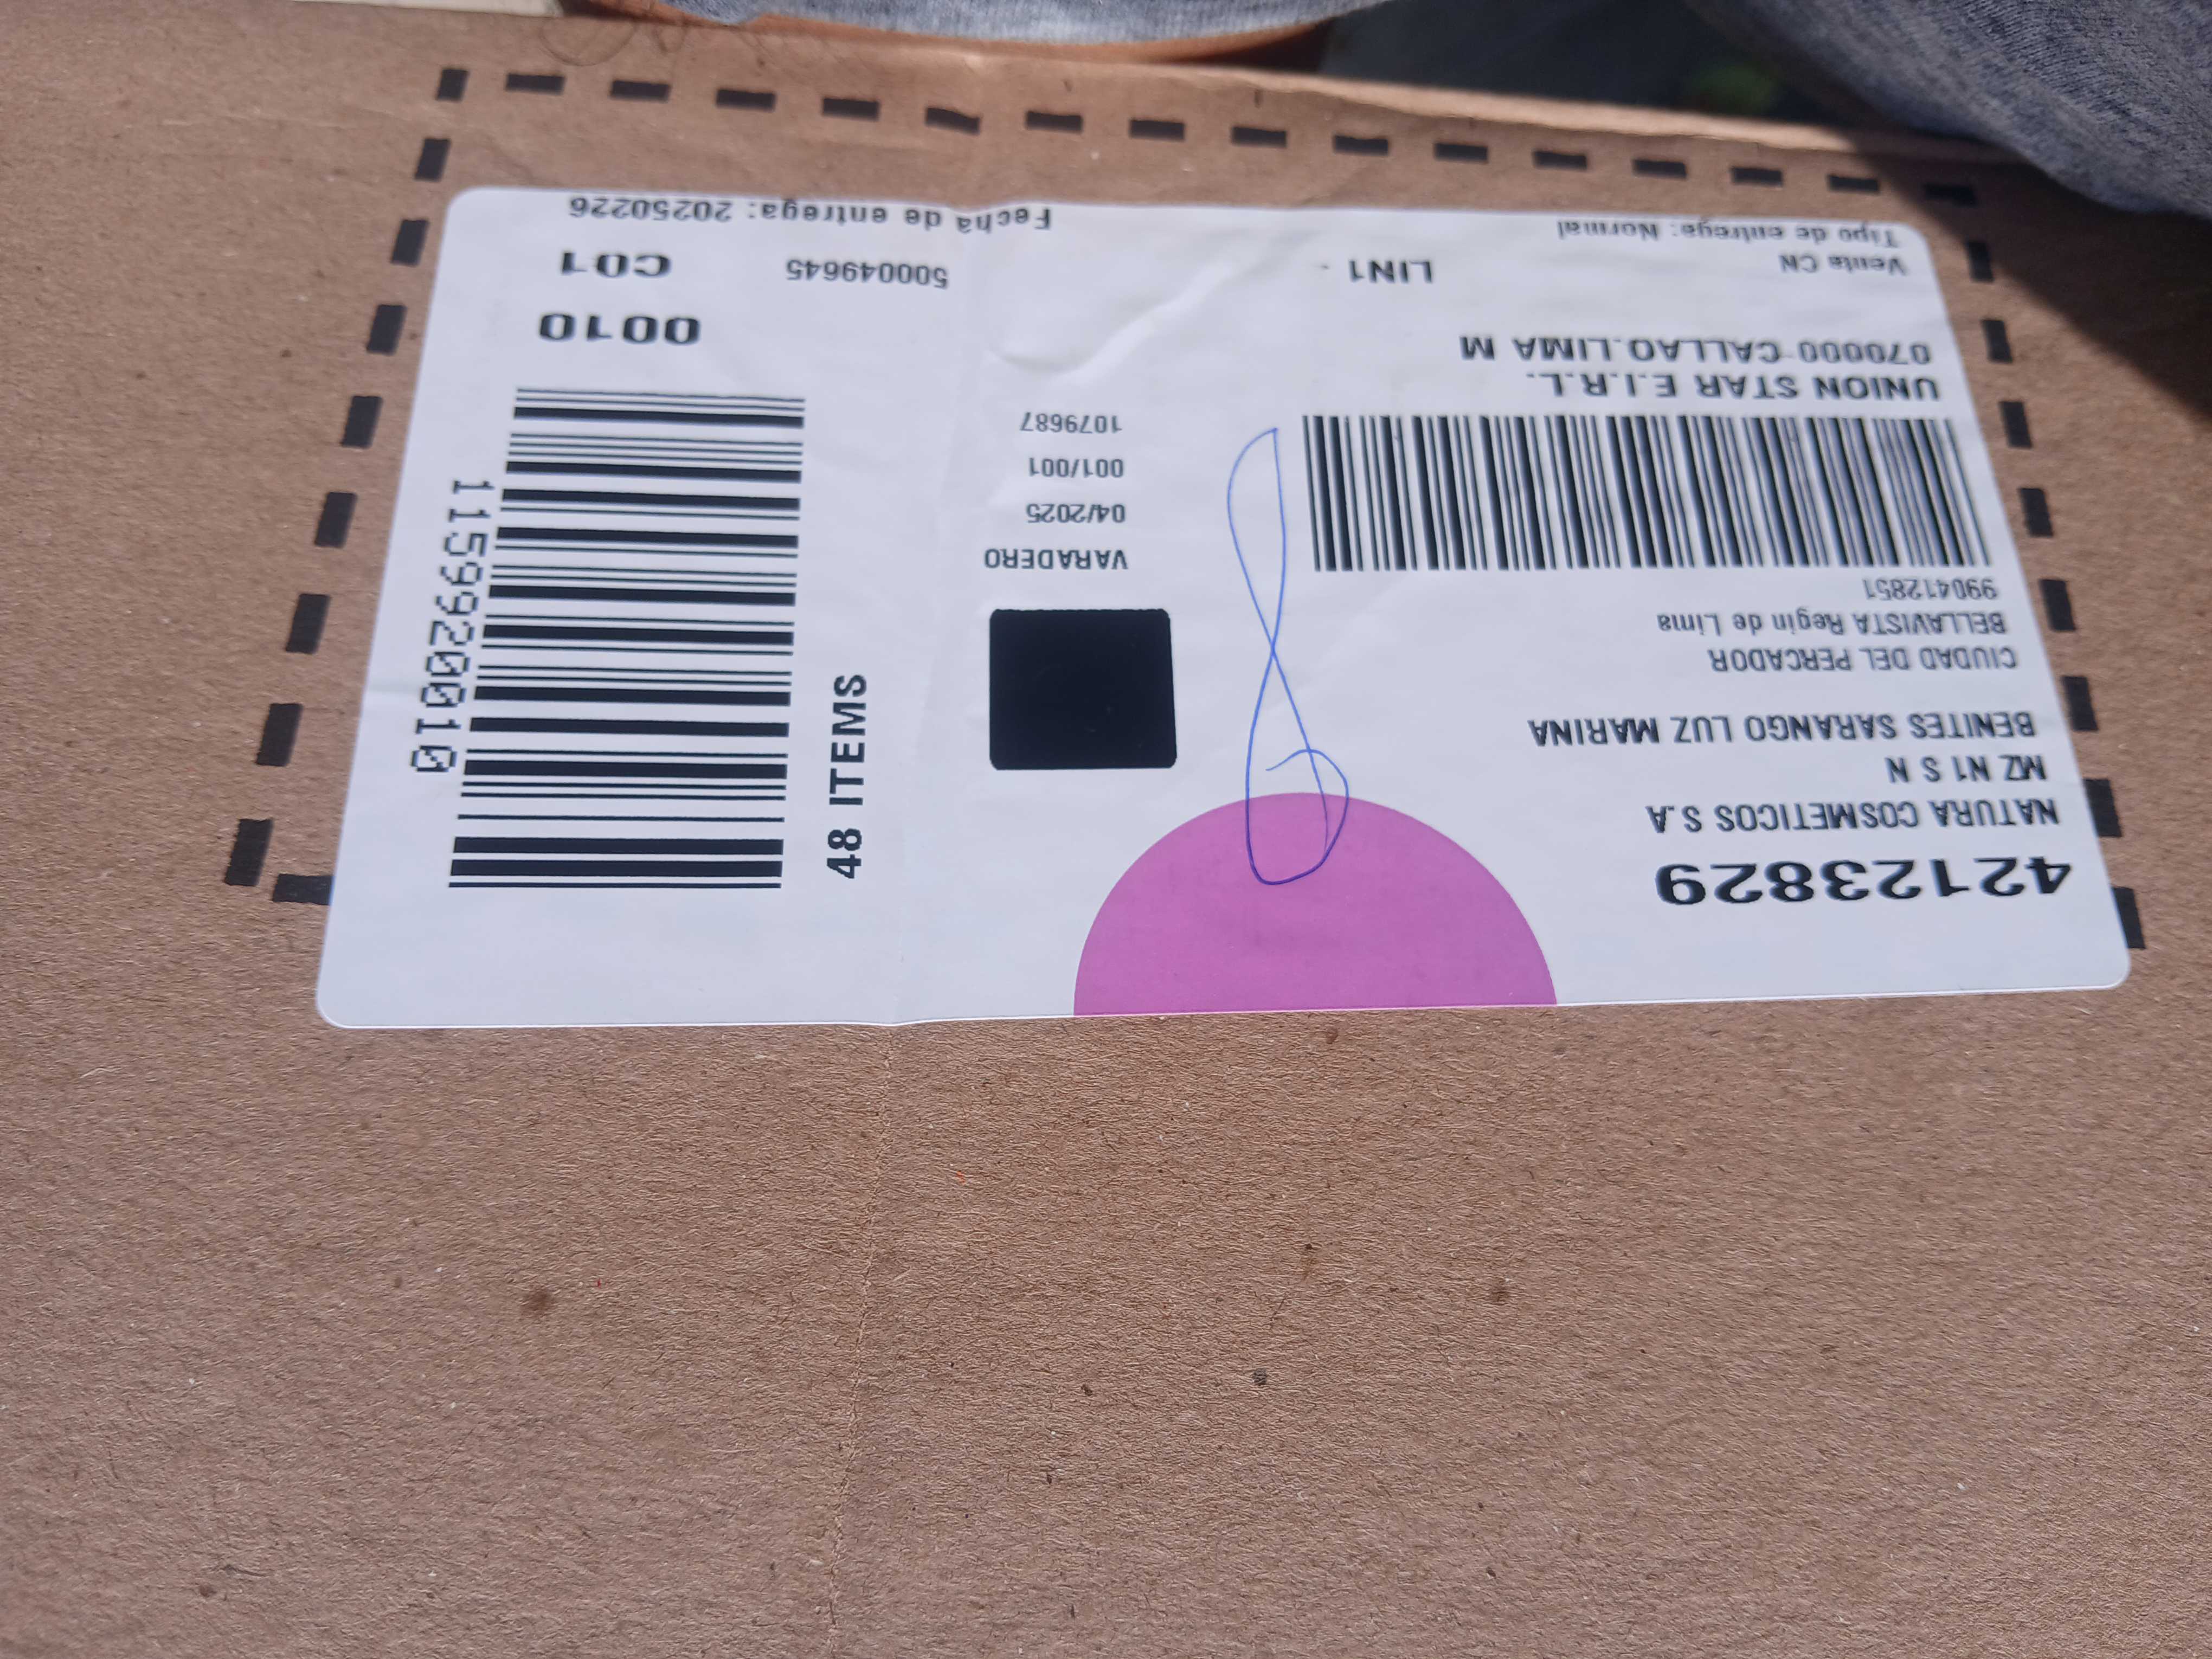 42123829
NATURA COSMETICOS S.A
MZ N1 S N
BENITES SARANGO LUZ MARINA
CIUDAD DEL PERCADOR
BELLAVISTA Regin de Lima
990412851
UNION STAR E.I.R.L.
070000-CALLAO.LIMA M
Venta CN
LIN1 -
Tipo de entrega: Normal
VARADERO
04/2025
001/001
1079687
48 ITEMS
1159920010
0010
500049645
C01
Fecha de entrega: 20250226